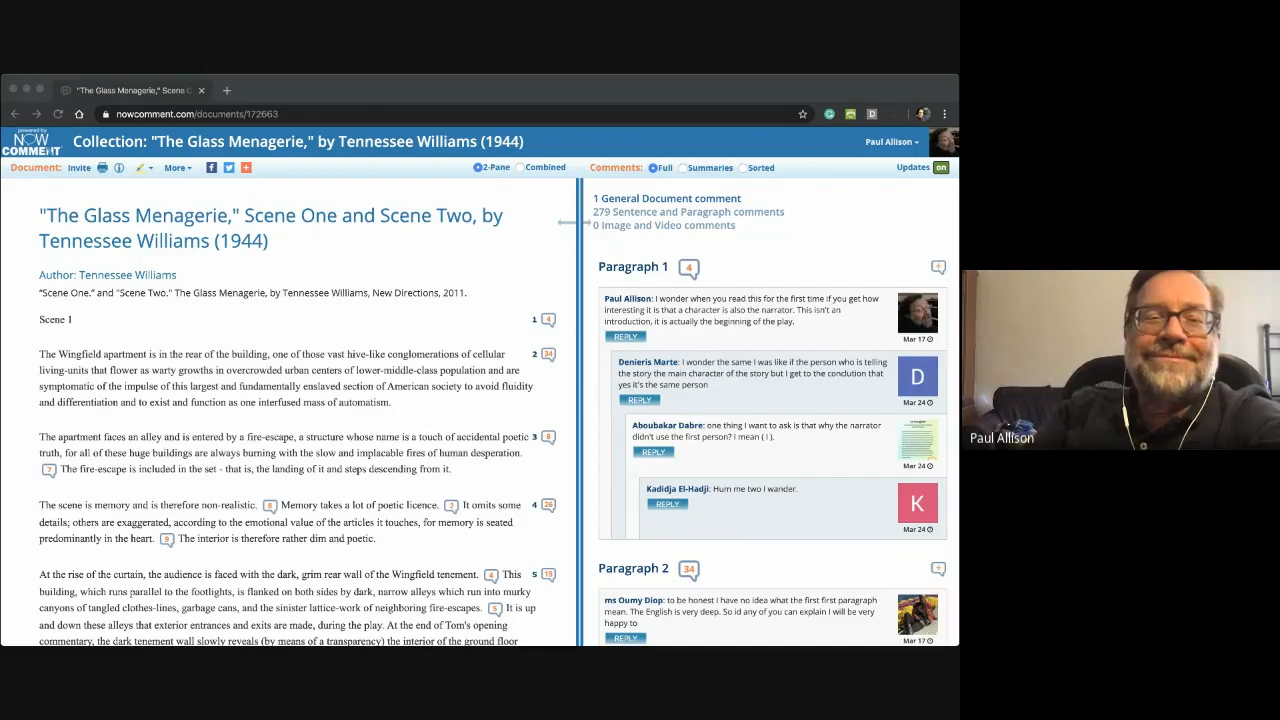 "The Glass Menagerie," Scene O
nowcomment.com/documents/172663
powered by
NOW
COMMENT
Collection: "The Glass Menagerie," by Tennessee Williams (1944)
Paul Allison
Document: Invite More
2-Pane Combined
Comments: Full Summaries Sorted
Updates on
"The Glass Menagerie," Scene One and Scene Two, by
Tennessee Williams (1944)
Author: Tennessee Williams
"Scene One." and "Scene Two." The Glass Menagerie, by Tennessee Williams, New Directions, 2011.
Scene I 1 4
The Wingfield apartment is in the rear of the building, one of those vast hive-like conglomerations of cellular 2 34
living-units that flower as warty growths in overcrowded urban centers of lower-middle-class population and are
symptomatic of the impulse of this largest and fundamentally enslaved section of American society to avoid fluidity
and differentiation and to exist and function as one interfused mass of automatism.
The apartment faces an alley and is entered by a fire-escape, a structure whose name is a touch of accidental poetic 3 8
truth, for all of these huge buildings are always burning with the slow and implacable fires of human desperation.
7 The fire-escape is included in the set - that is, the landing of it and steps descending from it.
The scene is memory and is therefore non-realistic. 8 Memory takes a lot of poetic licence. 2 It omits some 4 26
details; others are exaggerated, according to the emotional value of the articles it touches, for memory is seated
predominantly in the heart. 9 The interior is therefore rather dim and poetic.
At the rise of the curtain, the audience is faced with the dark, grim rear wall of the Wingfield tenement. 4 This 5 15
building, which runs parallel to the footlights, is flanked on both sides by dark, narrow alleys which run into murky
canyons of tangled clothes-lines, garbage cans, and the sinister lattice-work of neighboring fire-escapes. 5 It is up
and down these alleys that exterior entrances and exits are made, during the play. At the end of Tom's opening
commentary, the dark tenement wall slowly reveals (by means of a transparency) the interior of the ground floor
1 General Document comment
279 Sentence and Paragraph comments
0 Image and Video comments
Paragraph 1 4
Paul Allison: I wonder when you read this for the first time if you get how
interesting it is that a character is also the narrator. This isn't an
introduction, it is actually the beginning of the play.
REPLY
Mar 17
Denieris Marte: I wonder the same I was like if the person who is telling
the story the main character of the story but I get to the conclution that
yes it's the same person
REPLY
D
Mar 24
Aboubakar Dabre: one thing I want to ask is that why the narrator
didn't use the first person? I mean ( I ).
REPLY
Mar 24
Kadidja El-Hadji: Hum me two I wander.
REPLY
K
Mar 24
Paragraph 2 34
ms Oumy Diop: to be honest I have no idea what the first first paragraph
mean. The English is very deep. So id any of you can explain I will be very
happy to
REPLY
Mar 17
Paul Allison